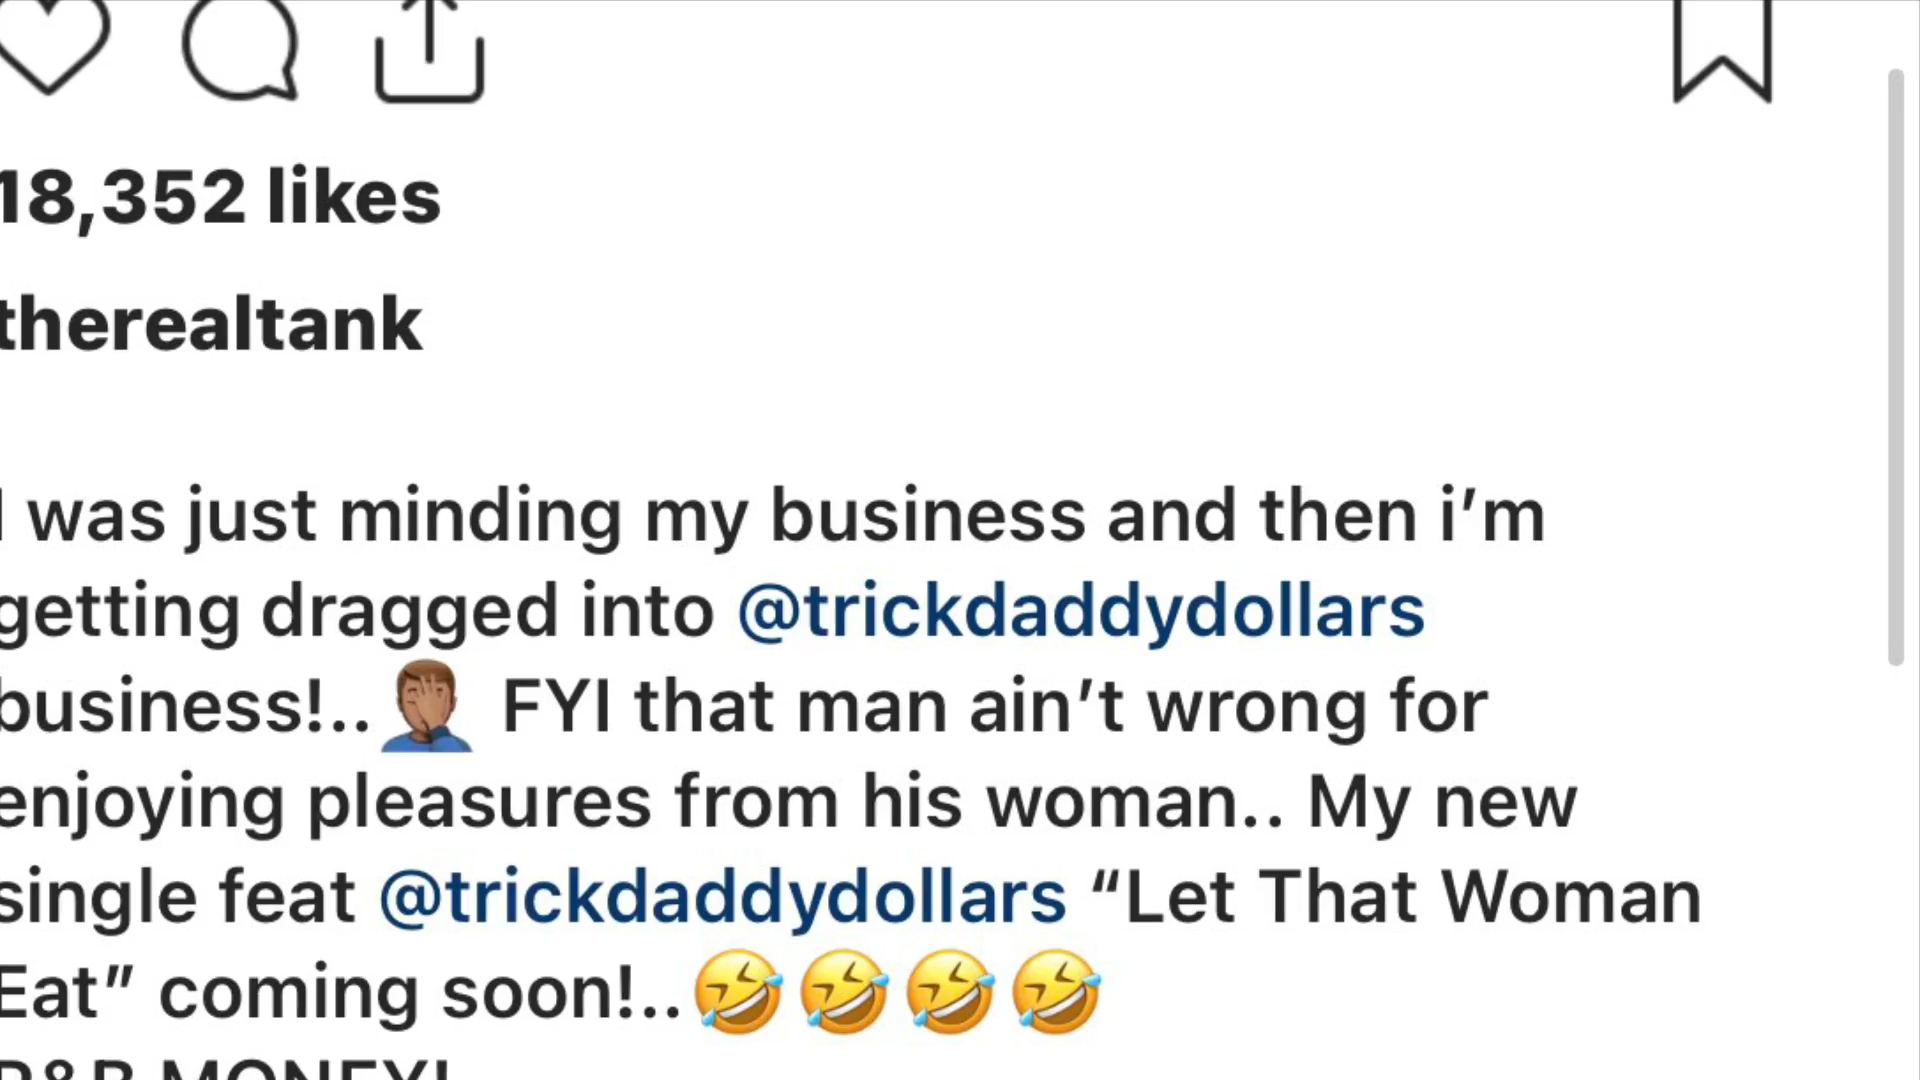 18,352 likes
therealtank
I was just minding my business and then i’m
getting dragged into @trickdaddydollars
business!..🤦🏽‍♂️ FYI that man ain’t wrong for
enjoying pleasures from his woman.. My new
single feat @trickdaddydollars “Let That Woman
Eat” coming soon!..🤣🤣🤣🤣
R&B MONEY!